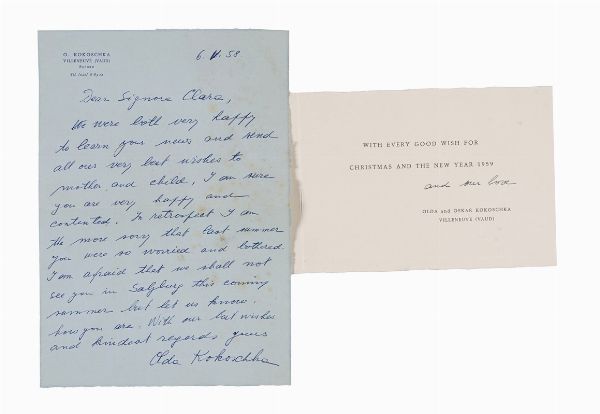 O. KOKOSCHKA
VILLENEUVE (VAUD)
6. V. 58
Dear Signora Clara,
We were both very happy
to learn your news and send
all our very best wishes to
mother and child. I am sure
you are very happy and
contented. In retrospect I am
the more sorry that last summer
you were so worried and bothered.
I am afraid that we shall not
see you in Salzburg this coming
summer but let us know
how you are. With our best wishes
and kindest regards yours
Olda Kokoschka
WITH EVERY GOOD WISH FOR
CHRISTMAS AND THE NEW YEAR 1959
and our love
OLDA and OSKAR KOKOSCHKA
VILLENEUVE (VAUD)